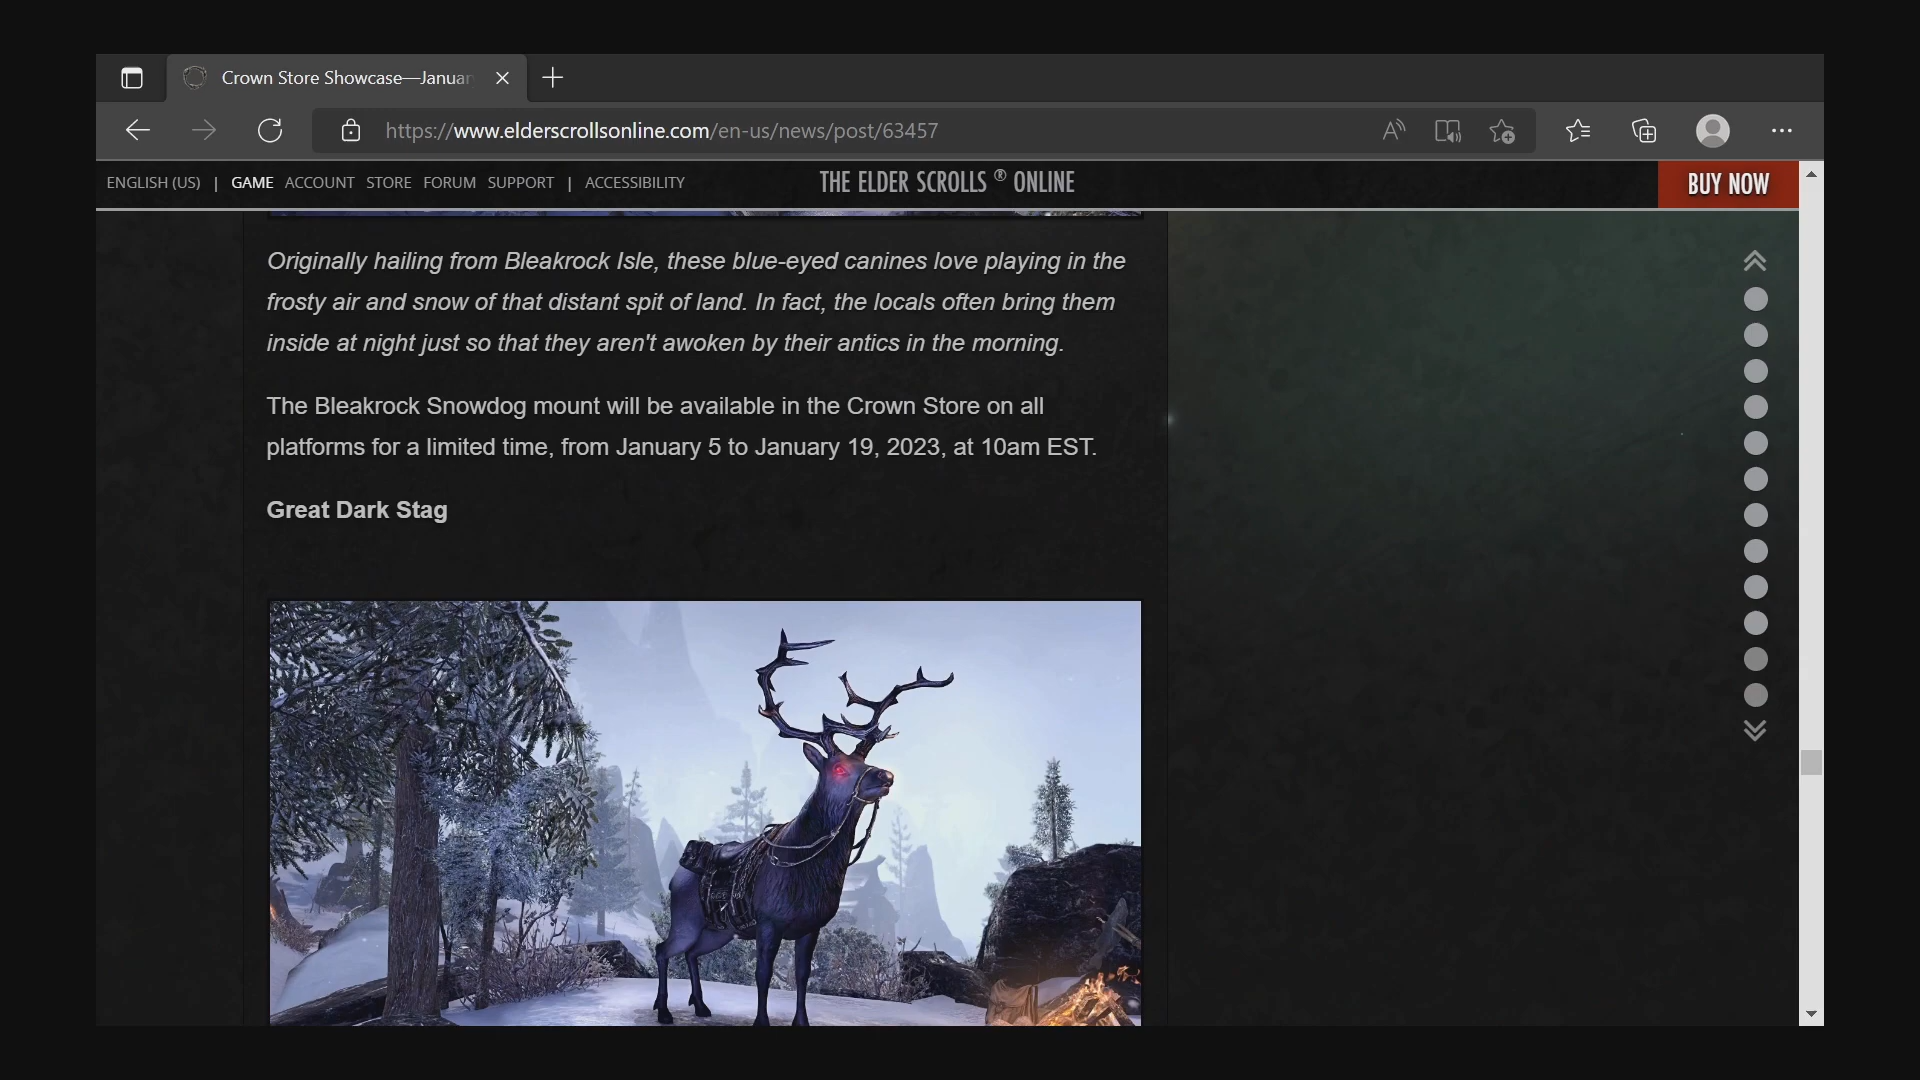 Crown Store Showcase—Januar
https://www.elderscrollsonline.com/en-us/news/post/63457
ENGLISH (US) | GAME ACCOUNT STORE FORUM SUPPORT | ACCESSIBILITY
THE ELDER SCROLLS ® ONLINE
BUY NOW
Originally hailing from Bleakrock Isle, these blue-eyed canines love playing in the
frosty air and snow of that distant spit of land. In fact, the locals often bring them
inside at night just so that they aren't awoken by their antics in the morning.
The Bleakrock Snowdog mount will be available in the Crown Store on all
platforms for a limited time, from January 5 to January 19, 2023, at 10am EST.
Great Dark Stag